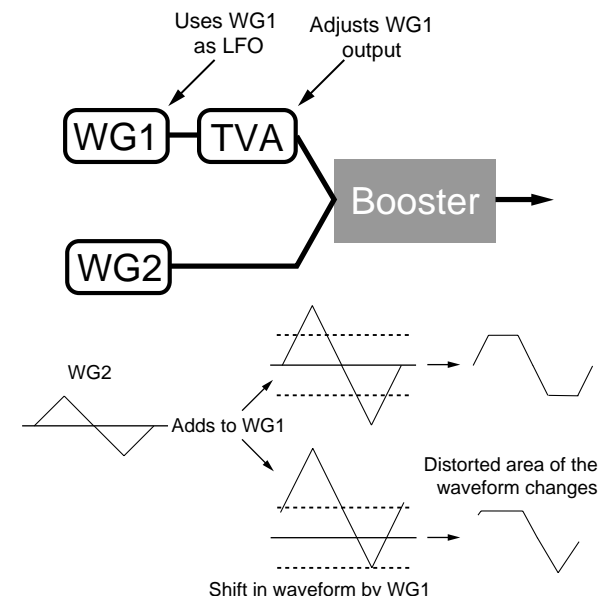 Uses WG1
as LFO
Adjusts WG1
output
WG1
TVA
Booster
WG2
WG2
Adds to WG1
Distorted area of the
waveform changes
Shift in waveform by WG1